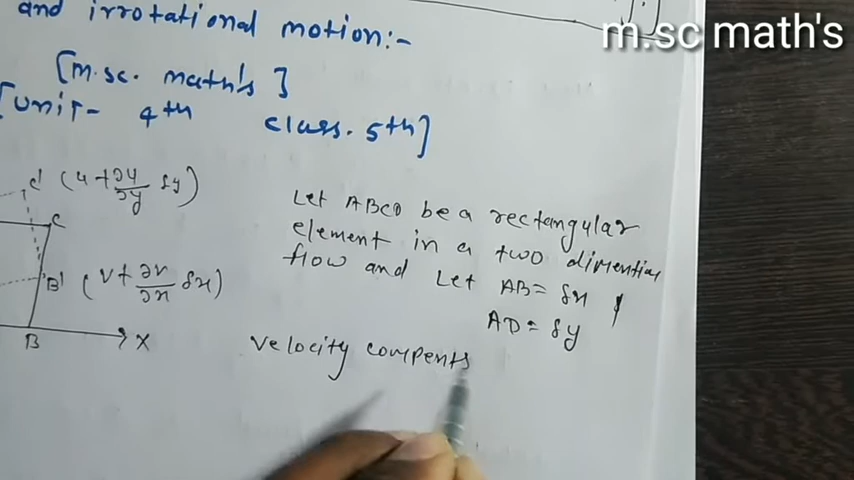 m.sc math's
and irrotational motion:-
[M.sc. math's]
[Unit- 4th class. 5th]
C' (u + ∂u/∂y δy)
C
B' (v + ∂v/∂x δx)
B X
Let ABCD be a rectangular
element in a two dimential
flow and Let AB = δx
AD = δy
velocity compents